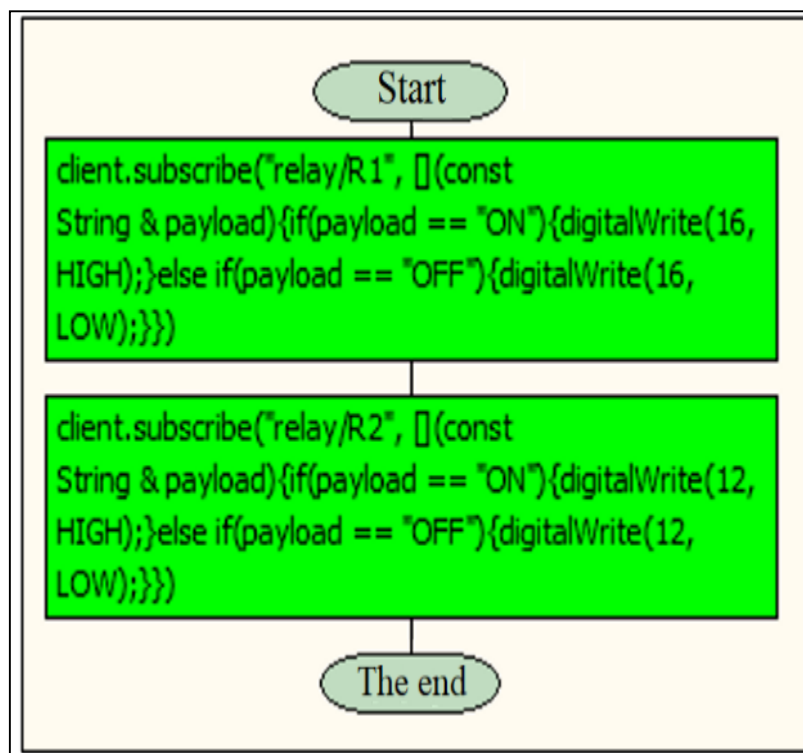 Start
client.subscribe("relay/R1", [](const
String & payload){if(payload == "ON"){digitalWrite(16,
HIGH);}else if(payload == "OFF"){digitalWrite(16,
LOW);}})
client.subscribe("relay/R2", [](const
String & payload){if(payload == "ON"){digitalWrite(12,
HIGH);}else if(payload == "OFF"){digitalWrite(12,
LOW);}})
The end